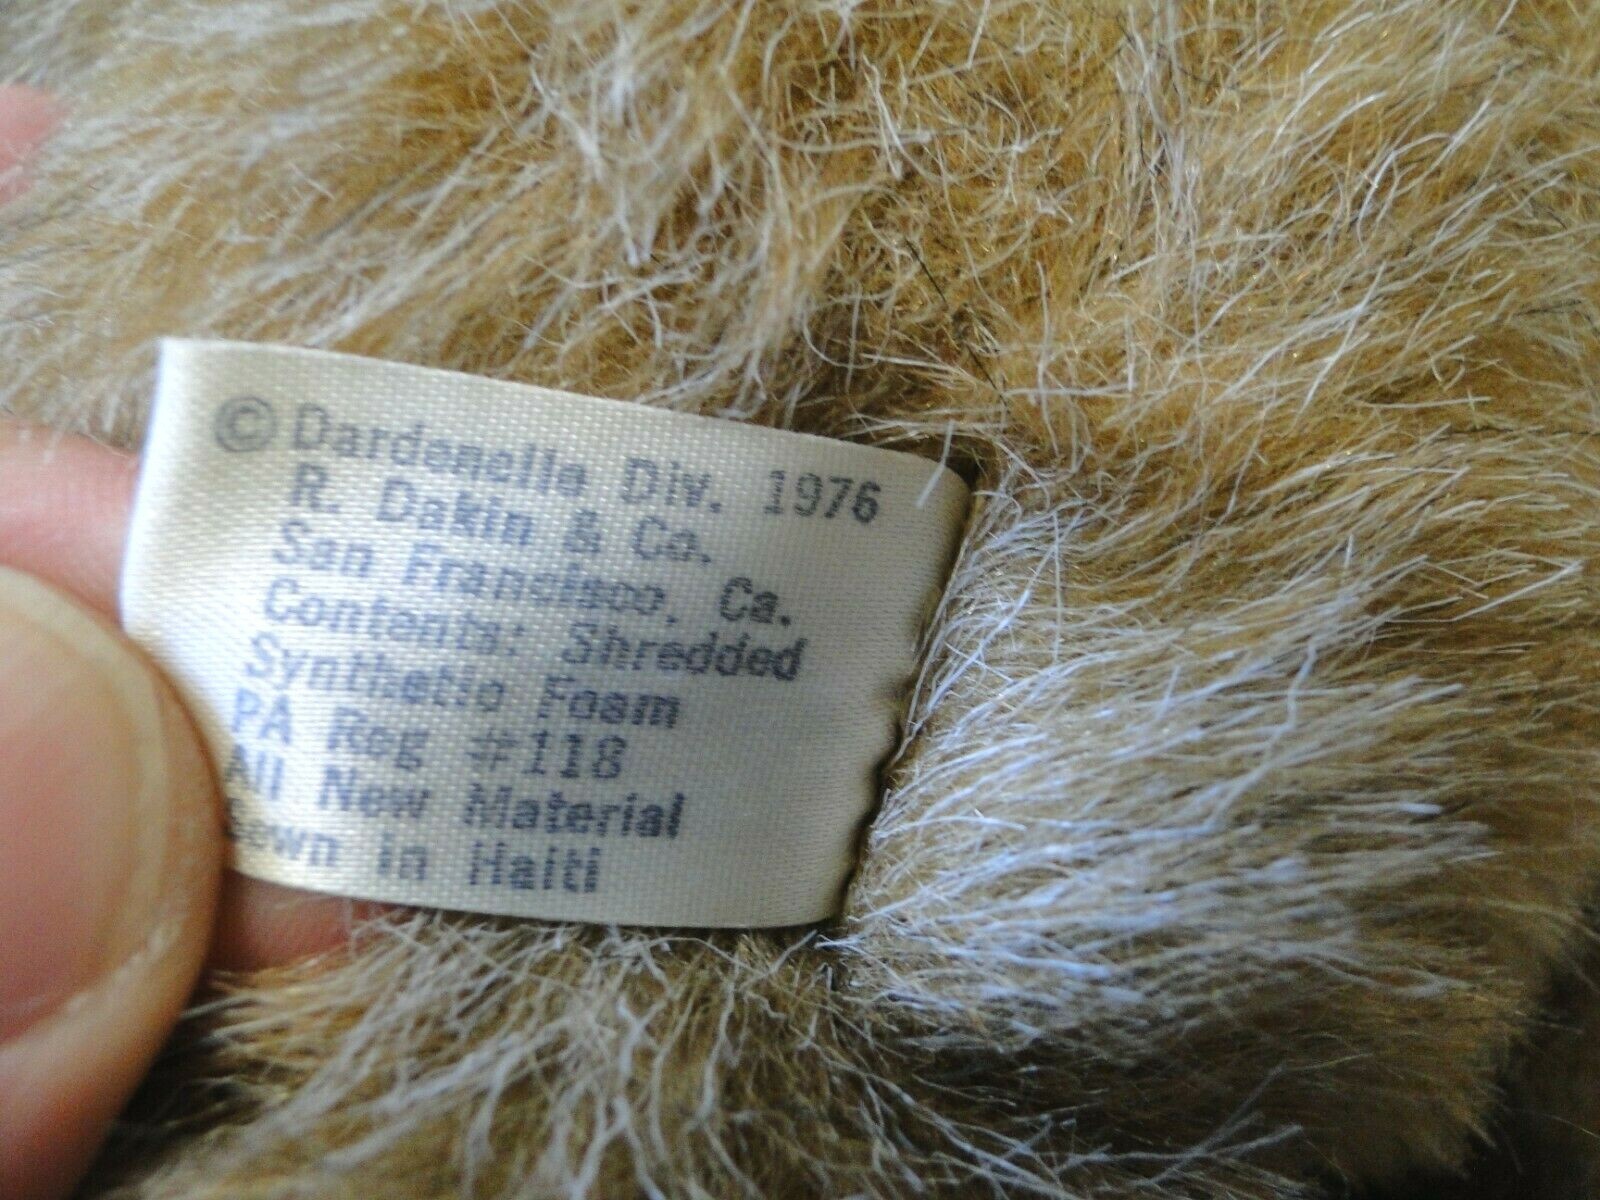 © Dardenelle Div. 1976
R. Dakin & Co.
San Francisco, Ca.
Contents: Shredded
Synthetic Foam
PA Reg #118
All New Material
Sewn in Haiti